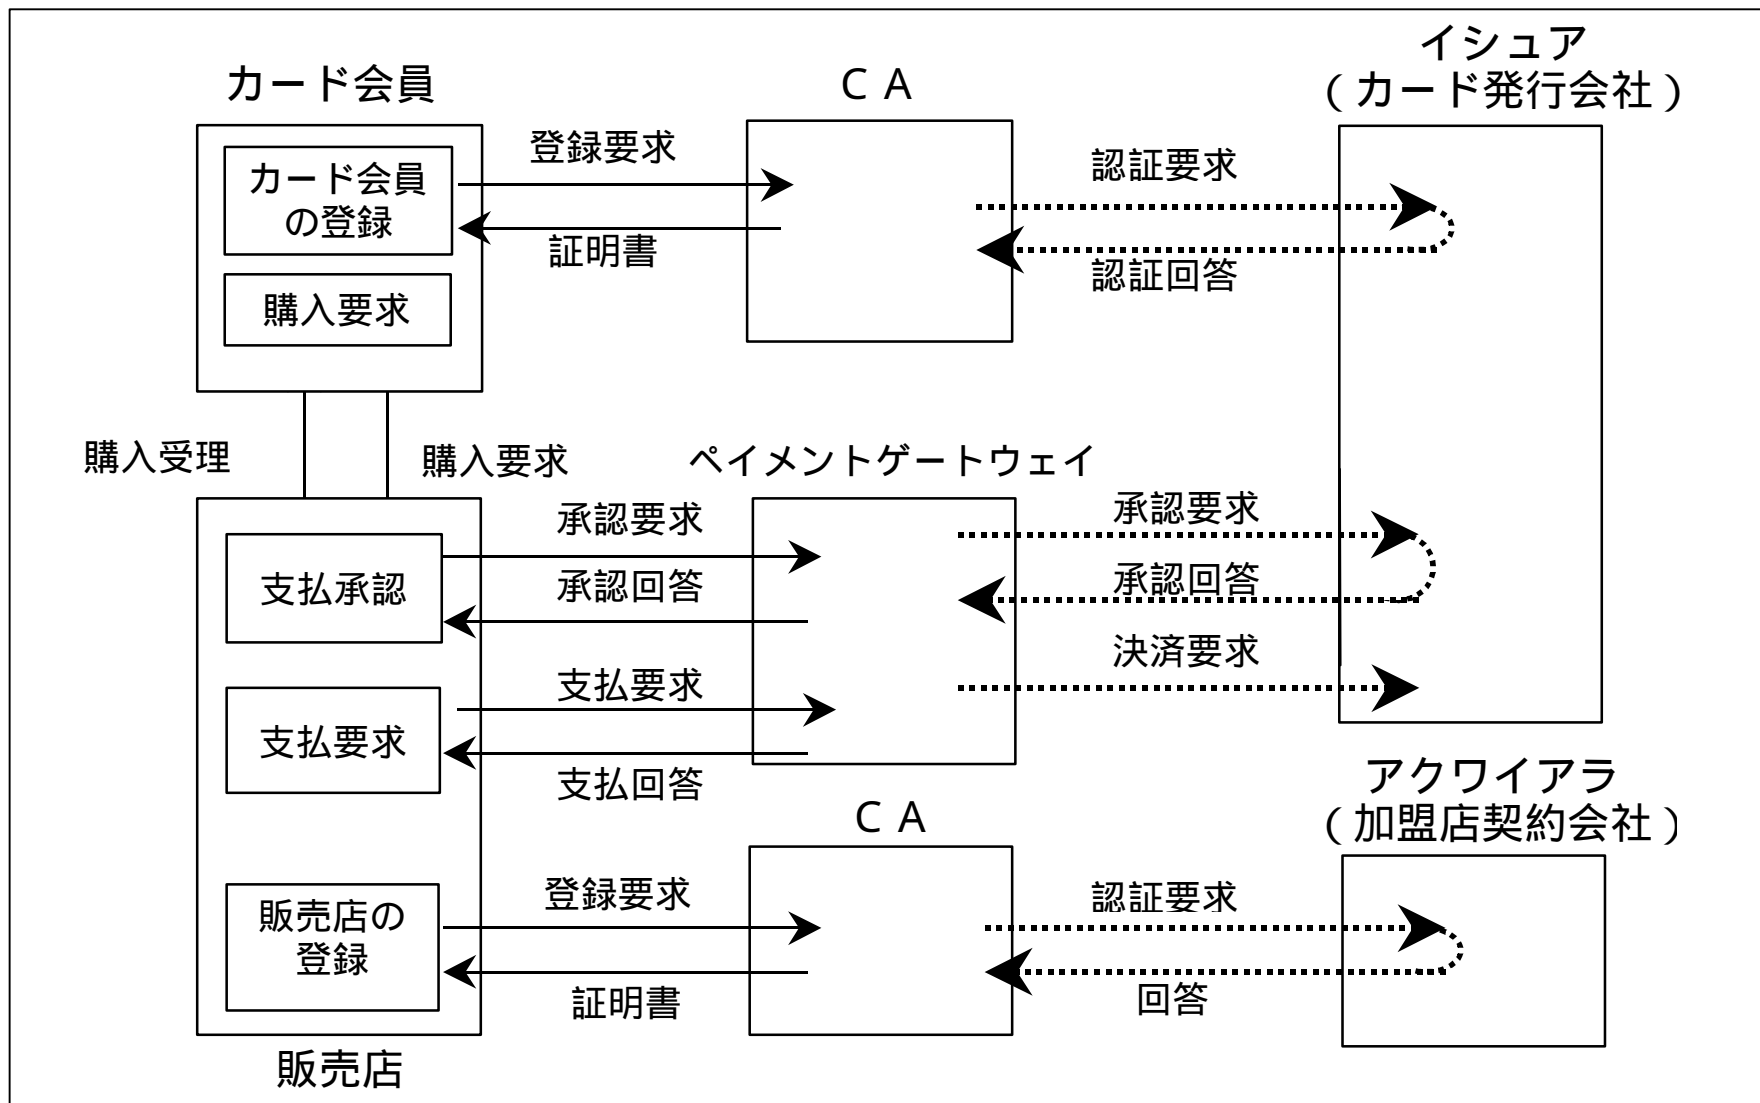 カード会員
ＣＡ
イシュア
（カード発行会社）
登録要求
認証要求
カード会員
の登録
証明書
認証回答
購入要求
購入受理
購入要求
ペイメントゲートウェイ
承認要求
承認要求
支払承認
承認回答
承認回答
決済要求
支払要求
支払要求
支払回答
アクワイアラ
（加盟店契約会社）
ＣＡ
登録要求
認証要求
販売店の
登録
証明書
回答
販売店